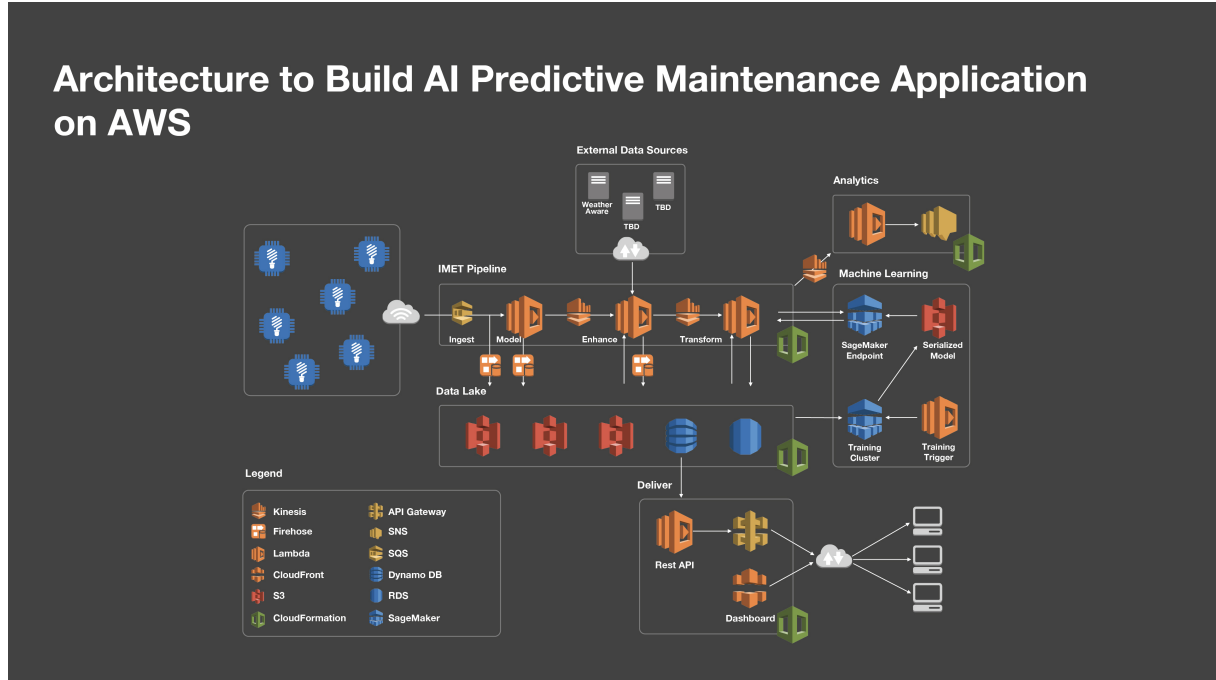 Architecture to Build AI Predictive Maintenance Application
on AWS
External Data Sources
Weather
Aware
TBD
TBD
Analytics
IMET Pipeline
Machine Learning
Ingest
Model
Enhance
Transform
SageMaker
Endpoint
Serialized
Model
Data Lake
Training
Cluster
Training
Trigger
Legend
Kinesis
Firehose
Lambda
CloudFront
S3
CloudFormation
API Gateway
SNS
SQS
Dynamo DB
RDS
SageMaker
Deliver
Rest API
Dashboard